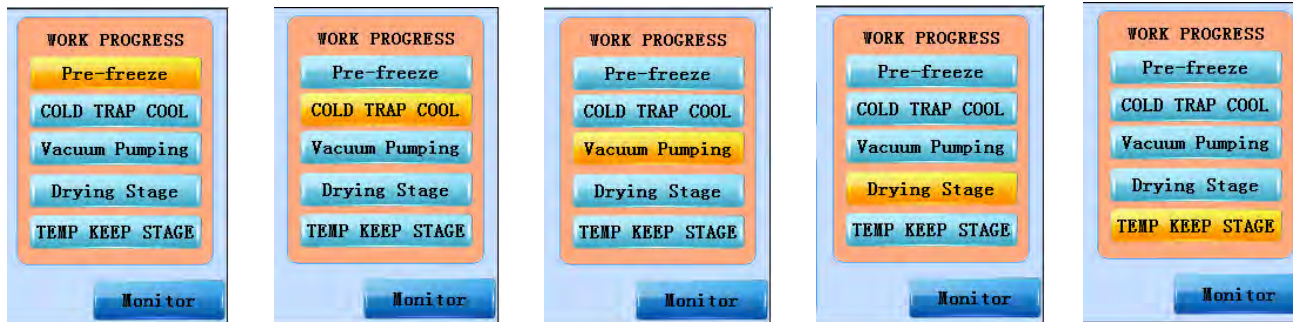 WORK PROGRESS
Pre-freeze
COLD TRAP COOL
Vacuum Pumping
Drying Stage
TEMP KEEP STAGE
Monitor
WORK PROGRESS
Pre-freeze
COLD TRAP COOL
Vacuum Pumping
Drying Stage
TEMP KEEP STAGE
Monitor
WORK PROGRESS
Pre-freeze
COLD TRAP COOL
Vacuum Pumping
Drying Stage
TEMP KEEP STAGE
Monitor
WORK PROGRESS
Pre-freeze
COLD TRAP COOL
Vacuum Pumping
Drying Stage
TEMP KEEP STAGE
Monitor
WORK PROGRESS
Pre-freeze
COLD TRAP COOL
Vacuum Pumping
Drying Stage
TEMP KEEP STAGE
Monitor